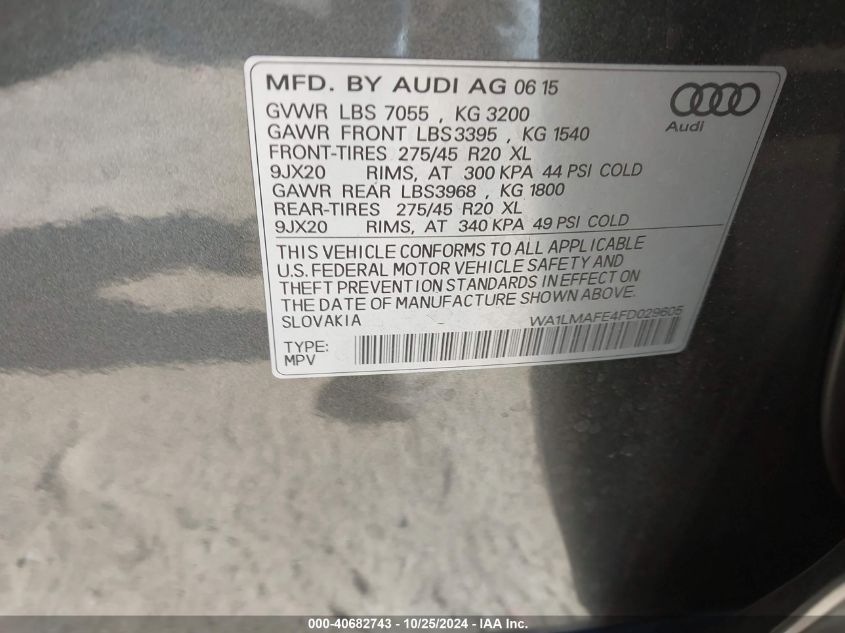 MFD. BY AUDI AG 06 15
GVWR LBS 7055 , KG 3200
GAWR FRONT LBS3395 , KG 1540
FRONT-TIRES 275/45 R20 XL
9JX20 RIMS, AT 300 KPA 44 PSI COLD
GAWR REAR LBS3968 , KG 1800
REAR-TIRES 275/45 R20 XL
9JX20 RIMS, AT 340 KPA 49 PSI COLD
Audi
THIS VEHICLE CONFORMS TO ALL APPLICABLE
U.S. FEDERAL MOTOR VEHICLE SAFETY AND
THEFT PREVENTION STANDARDS IN EFFECT ON
THE DATE OF MANUFACTURE SHOWN ABOVE.
SLOVAKIA WA1LMAFE4FD029605
TYPE:
MPV
000-40682743 - 10/25/2024 - IAA Inc.